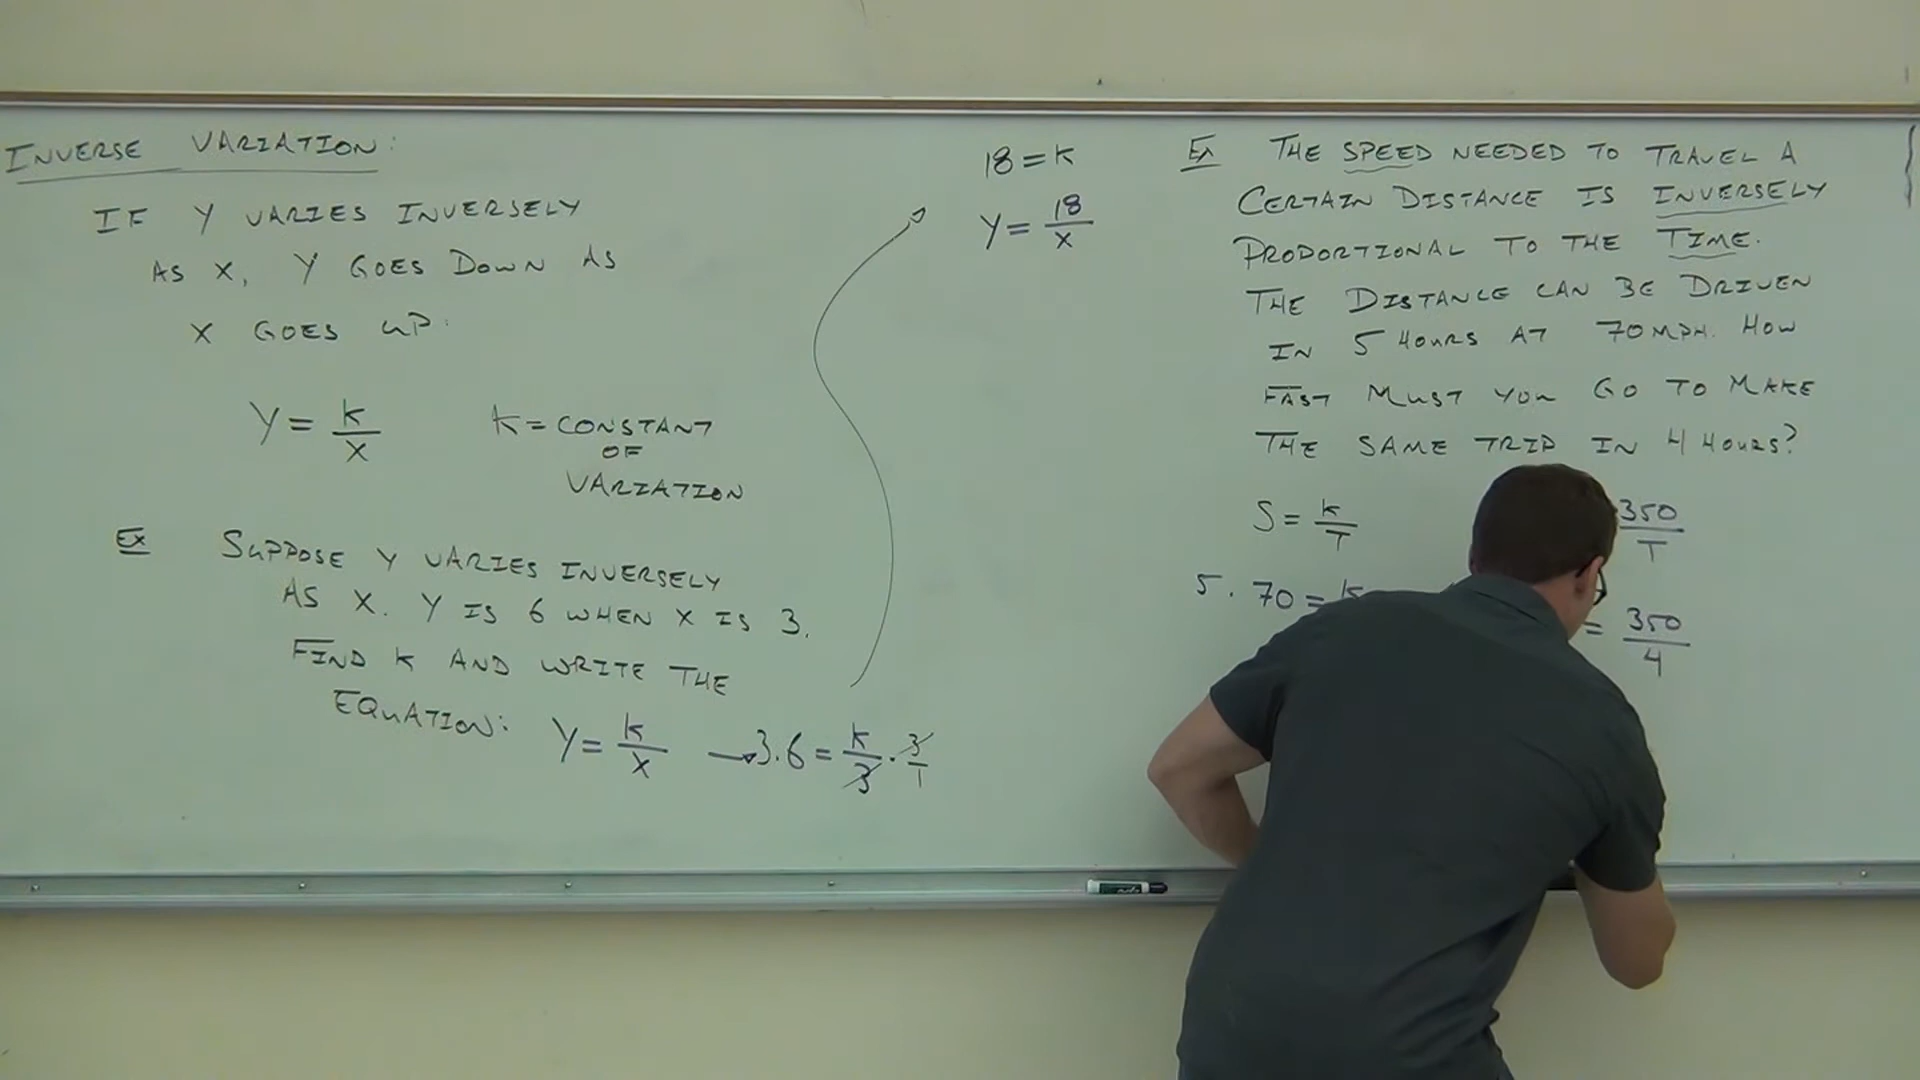 INVERSE VARIATION:
IF Y VARIES INVERSELY
AS X, Y GOES DOWN AS
X GOES UP.
Y = k/x
k = CONSTANT
OF
VARIATION
Ex SUPPOSE Y VARIES INVERSELY
AS X. Y IS 6 WHEN X IS 3.
FIND K AND WRITE THE
EQUATION: Y = k/x → 3·6 = k/3 · 3/1
18 = K
Y = 18/x
Ex THE SPEED NEEDED TO TRAVEL A
CERTAIN DISTANCE IS INVERSELY
PROPORTIONAL TO THE TIME.
THE DISTANCE CAN BE DRIVEN
IN 5 HOURS AT 70MPH. HOW
FAST MUST YOU GO TO MAKE
THE SAME TRIP IN 4 HOURS?
S = k/T
350/T
5·70 = k
= 350/4